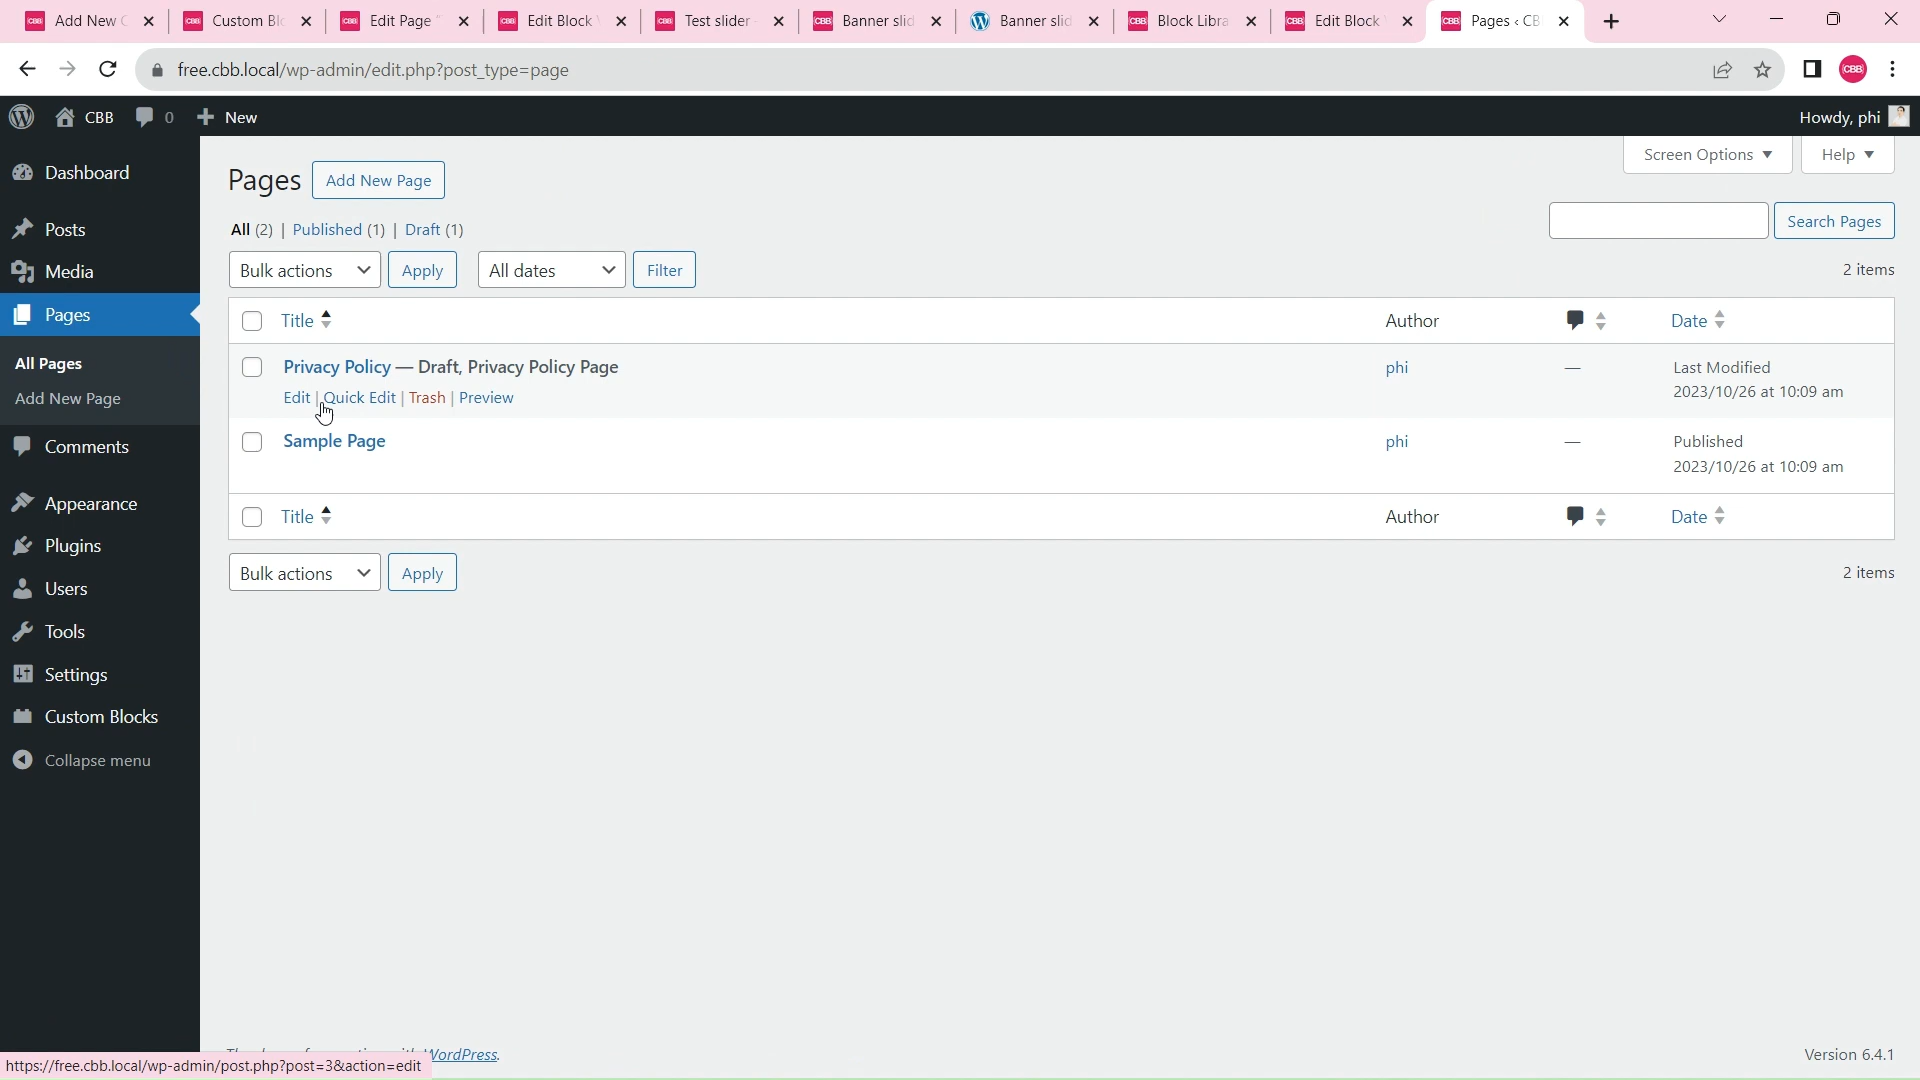 Add New C
Custom Bl
Edit Page "
Edit Block
Test slider
Banner slid
Banner slid
Block Libra
Edit Block
Pages ‹ CB
free.cbb.local/wp-admin/edit.php?post_type=page
CBB
0
New
Howdy, phi
Screen Options
Help
Dashboard
Posts
Media
Pages
All Pages
Add New Page
Comments
Appearance
Plugins
Users
Tools
Settings
Custom Blocks
Collapse menu
Pages Add New Page
All (2) | Published (1) | Draft (1)
Search Pages
Bulk actions Apply All dates Filter
2 items
Title Author Date
Privacy Policy — Draft, Privacy Policy Page phi — Last Modified
Edit | Quick Edit | Trash | Preview 2023/10/26 at 10:09 am
Sample Page phi — Published
2023/10/26 at 10:09 am
Title Author Date
Bulk actions Apply
2 items
WordPress.
Version 6.4.1
https://free.cbb.local/wp-admin/post.php?post=3&action=edit